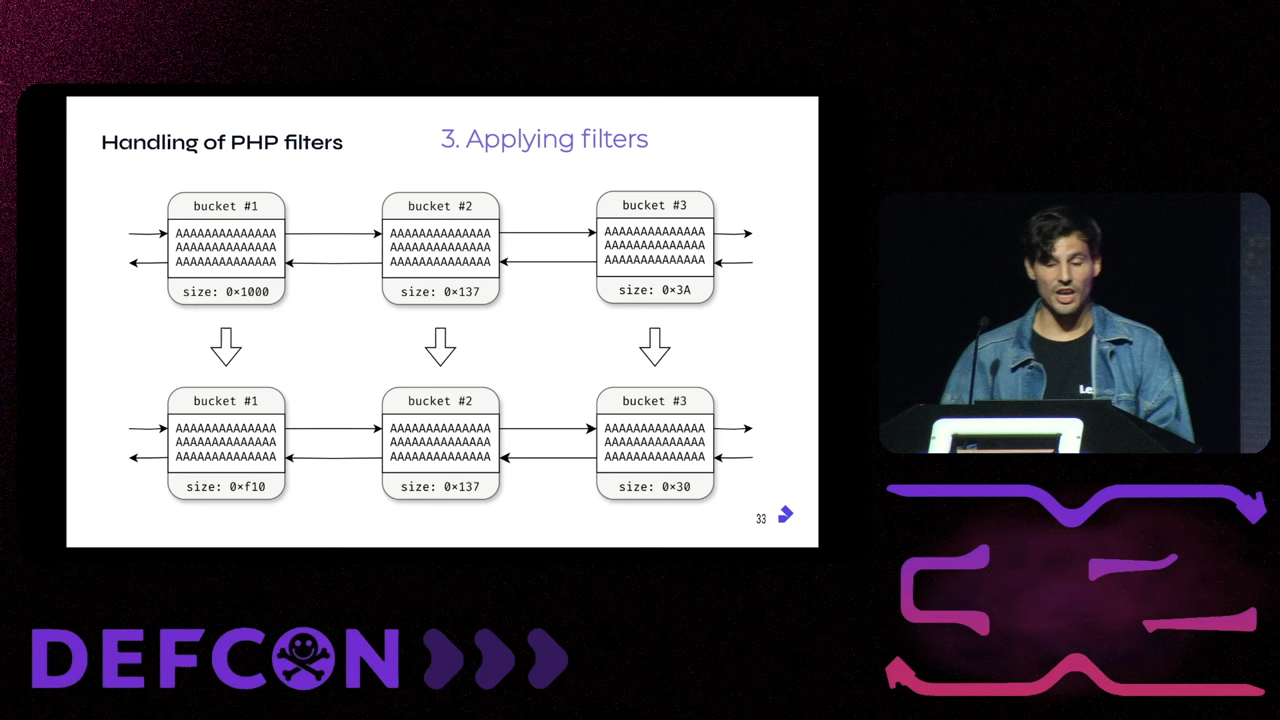 Handling of PHP filters
3. Applying filters
bucket #1
AAAAAAAAAAAAAA
AAAAAAAAAAAAAA
AAAAAAAAAAAAAA
size: 0×1000
bucket #2
AAAAAAAAAAAAAA
AAAAAAAAAAAAAA
AAAAAAAAAAAAAA
size: 0×137
bucket #3
AAAAAAAAAAAAAA
AAAAAAAAAAAAAA
AAAAAAAAAAAAAA
size: 0×3A
bucket #1
AAAAAAAAAAAAAA
AAAAAAAAAAAAAA
AAAAAAAAAAAAAA
size: 0×f10
bucket #2
AAAAAAAAAAAAAA
AAAAAAAAAAAAAA
AAAAAAAAAAAAAA
size: 0×137
bucket #3
AAAAAAAAAAAAAA
AAAAAAAAAAAAAA
AAAAAAAAAAAAAA
size: 0×30
33
DEFCON